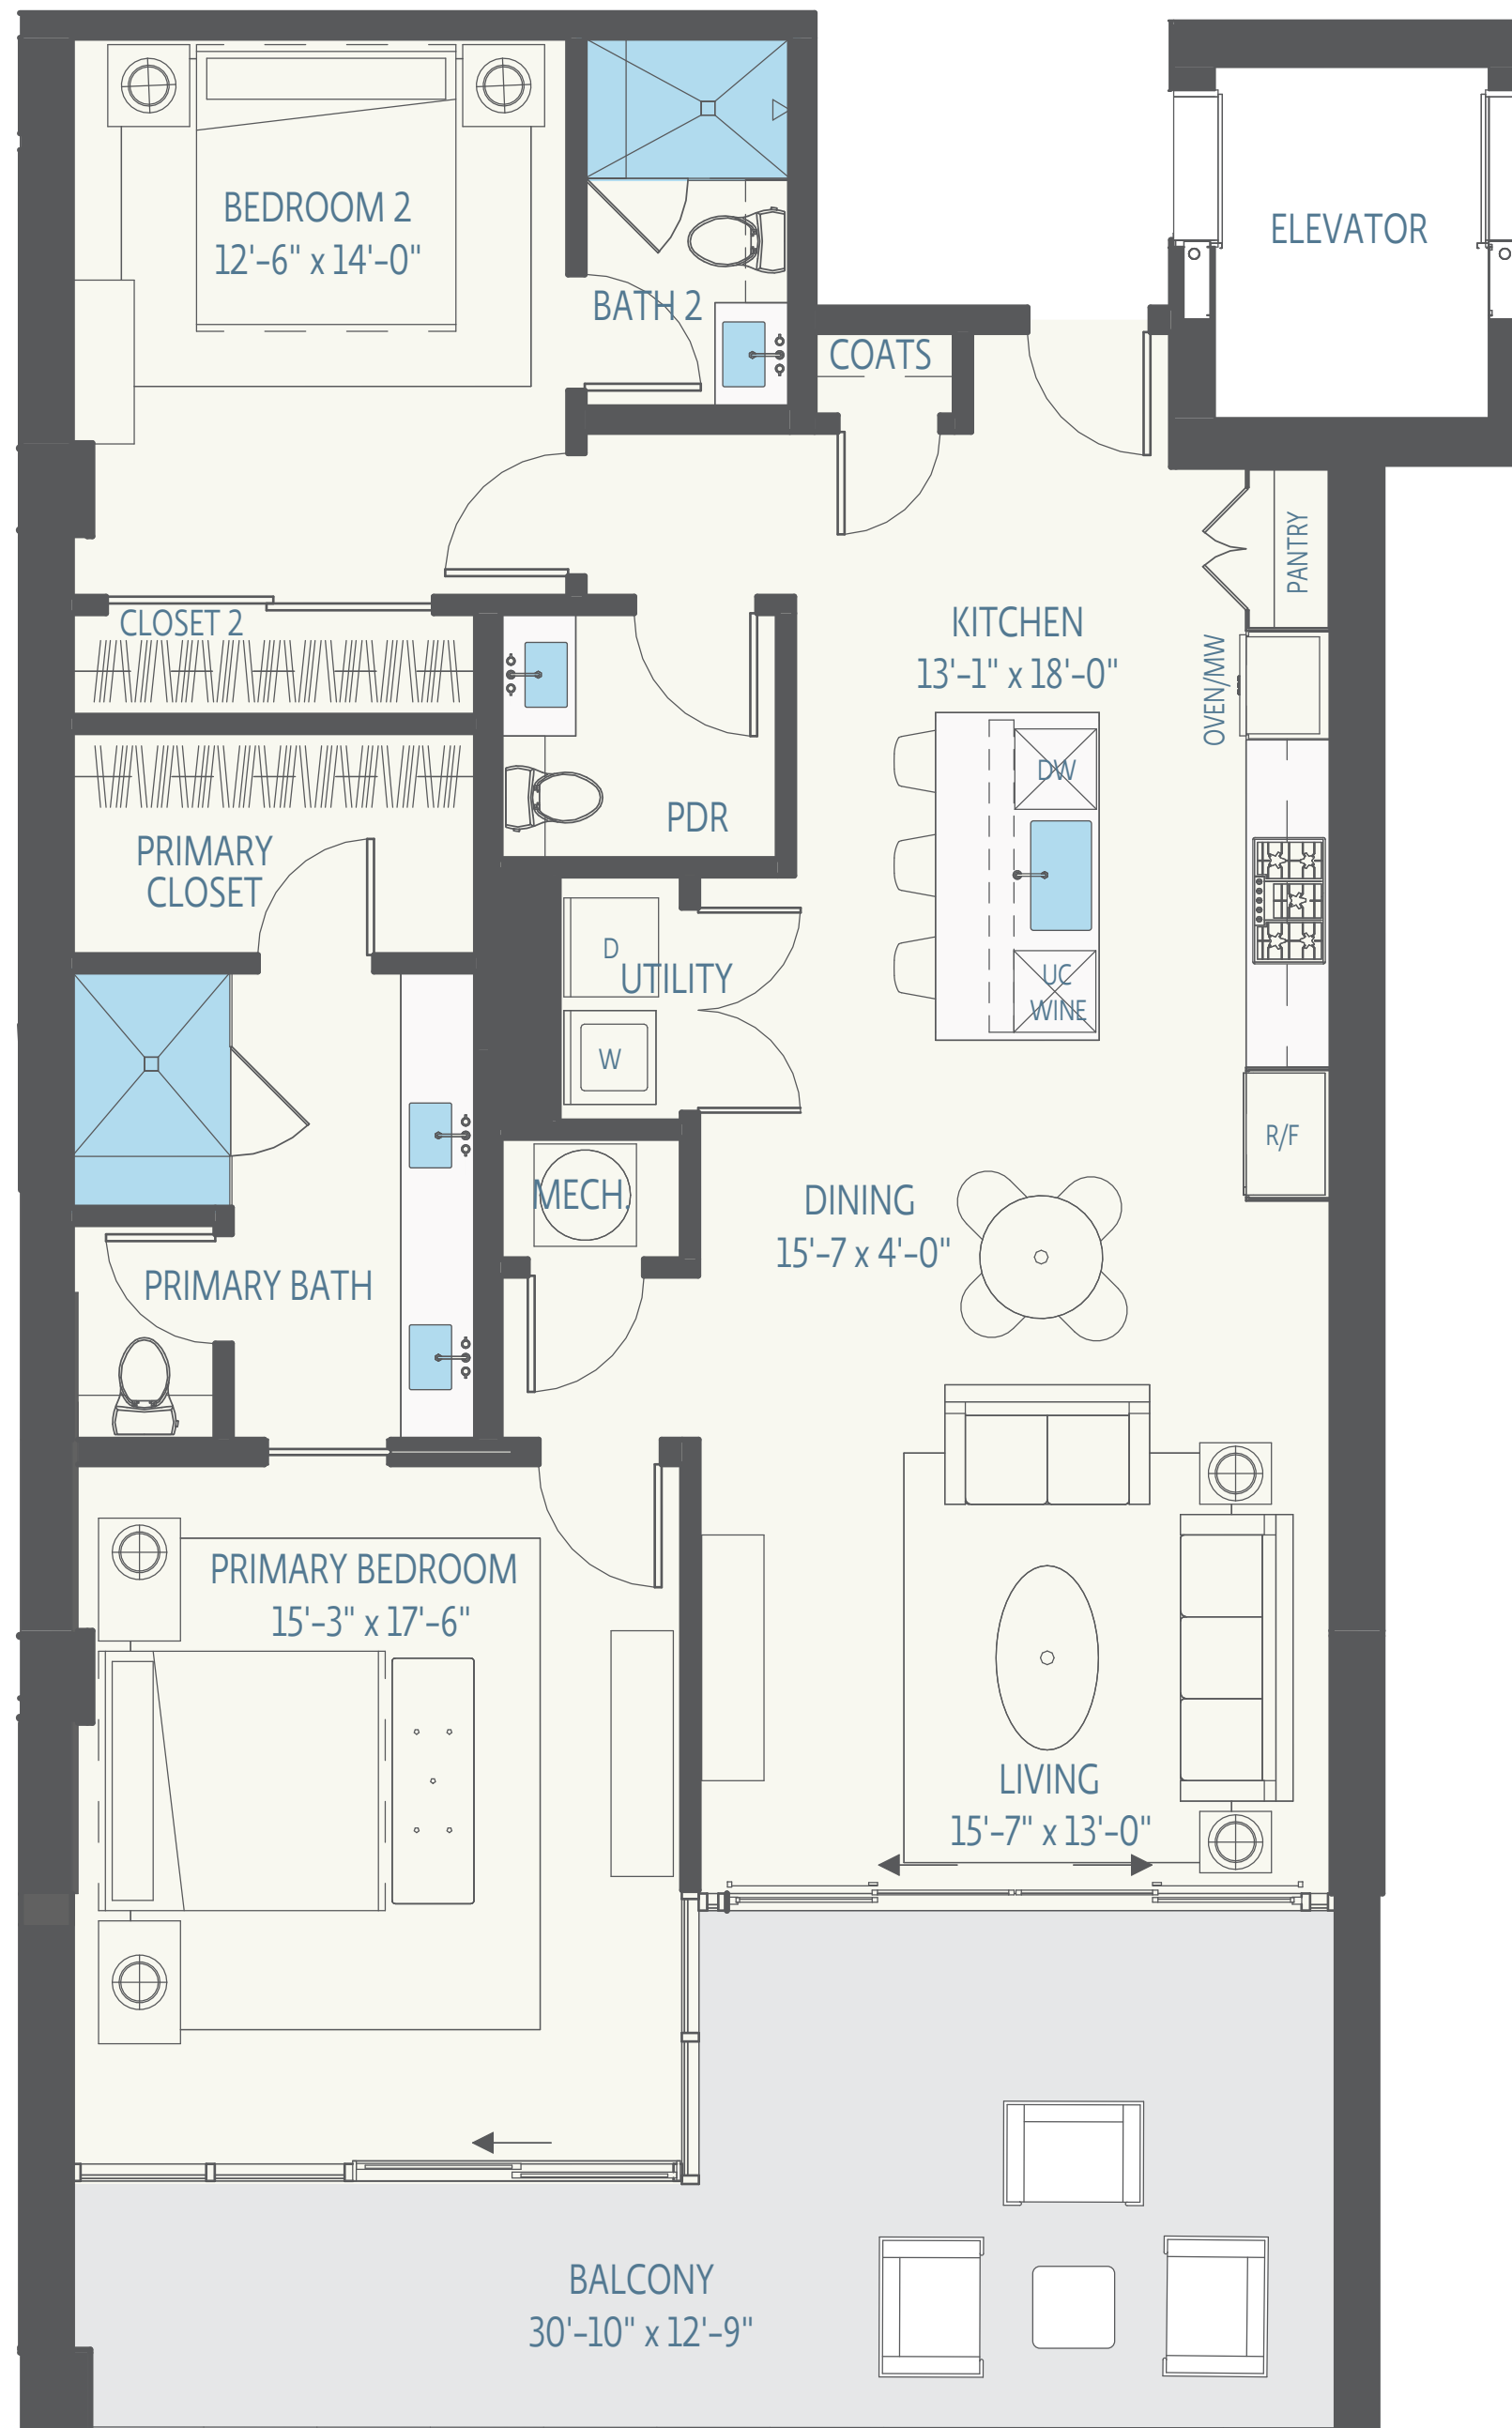 BEDROOM 2
12'–6" x 14'–0"
BATH 2
ELEVATOR
COATS
PANTRY
CLOSET 2
KITCHEN
13'–1" x 18'–0"
OVEN/MW
DW
PDR
PRIMARY
CLOSET
D
UTILITY
UC
WINE
W
R/F
MECH.
DINING
15'–7 x 4'–0"
PRIMARY BATH
PRIMARY BEDROOM
15'–3" x 17'–6"
LIVING
15'–7" x 13'–0"
BALCONY
30'–10" x 12'–9"